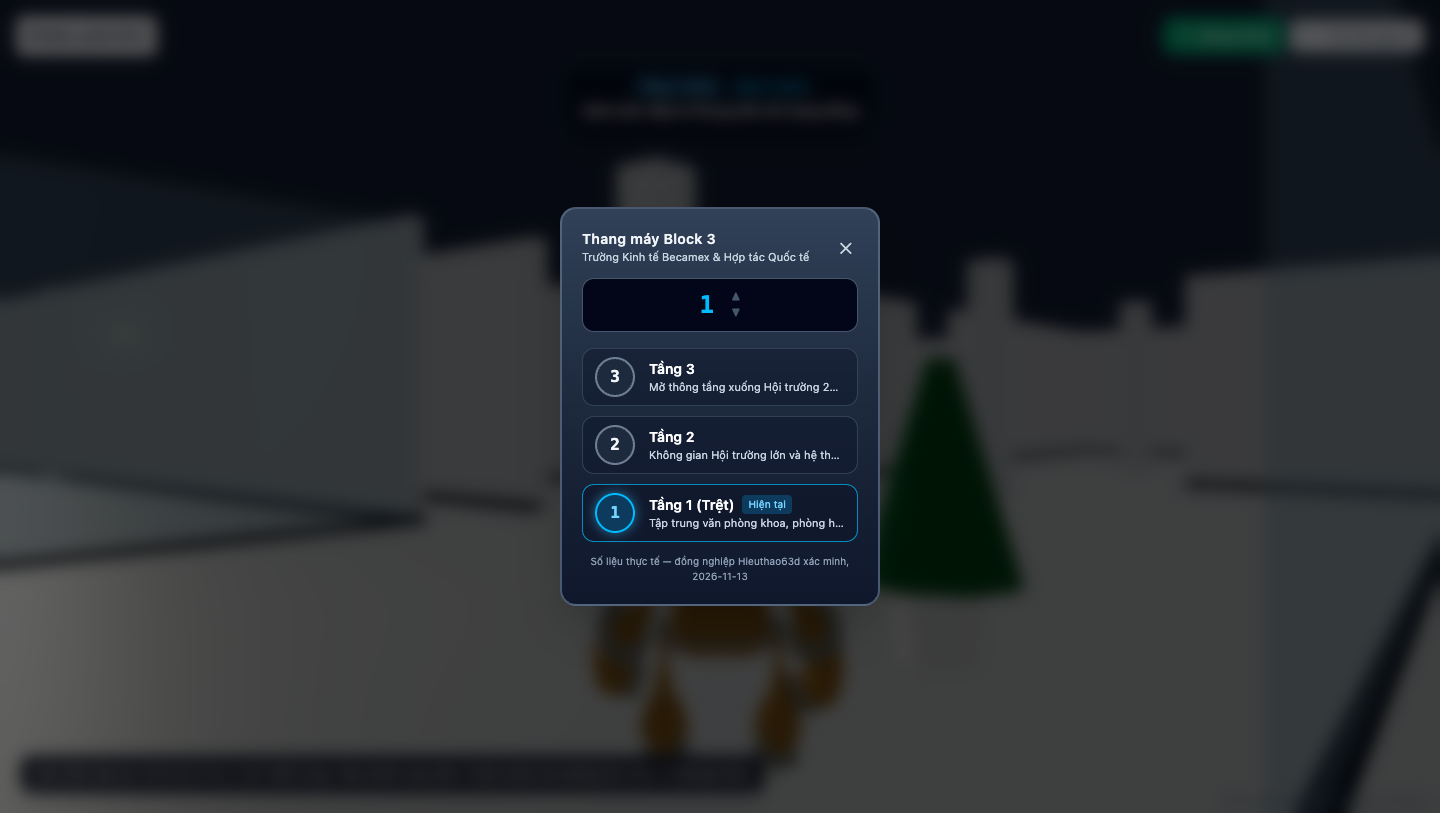 Thang máy Block 3
Trường Kinh tế Becamex & Hợp tác Quốc tế
1
▲
▼
3
Tầng 3
Mở thông tầng xuống Hội trường 2...
2
Tầng 2
Không gian Hội trường lớn và hệ th...
1
Tầng 1 (Trệt) Hiện tại
Tập trung văn phòng khoa, phòng h...
Số liệu thực tế — đồng nghiệp Hieuthao63d xác minh,
2026-11-13